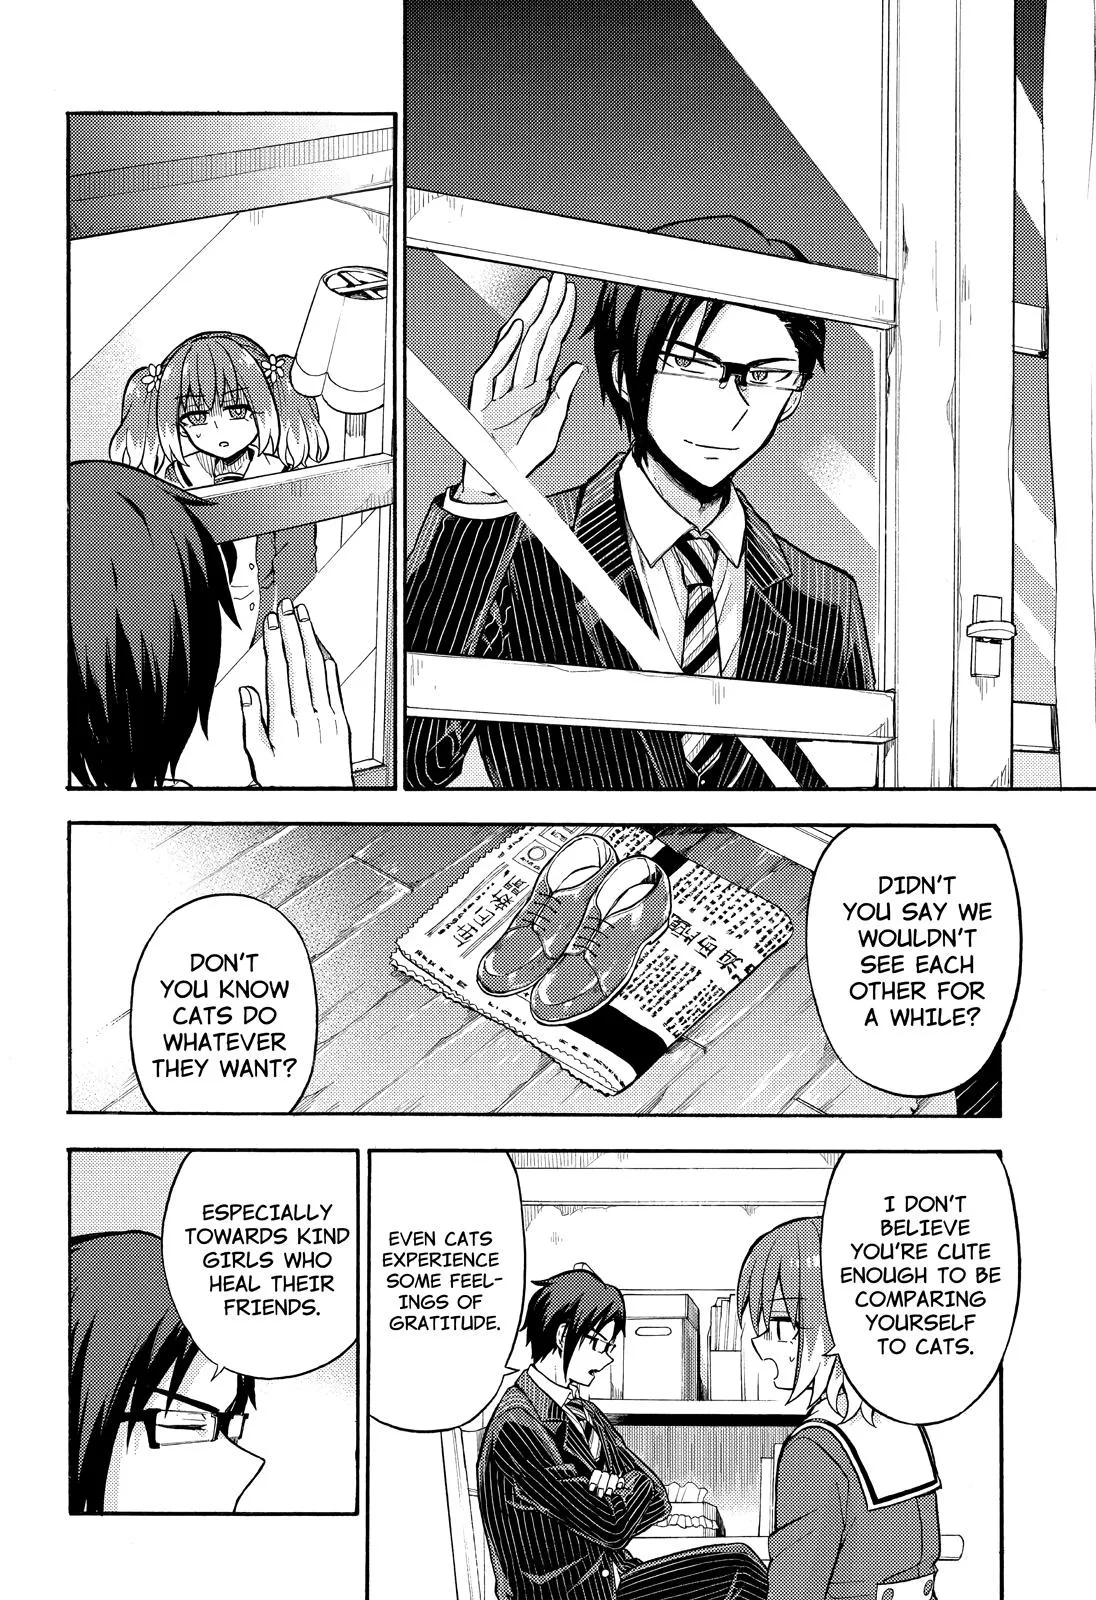 DIDN'T
YOU SAY WE
WOULDN'T
SEE EACH
OTHER FOR
A WHILE?
DON'T
YOU KNOW
CATS DO
WHATEVER
THEY WANT?
I DON'T
BELIEVE
YOU'RE CUTE
ENOUGH TO BE
COMPARING
YOURSELF
TO CATS.
EVEN CATS
EXPERIENCE
SOME FEEL-
INGS OF
GRATITUDE.
ESPECIALLY
TOWARDS KIND
GIRLS WHO
HEAL THEIR
FRIENDS.